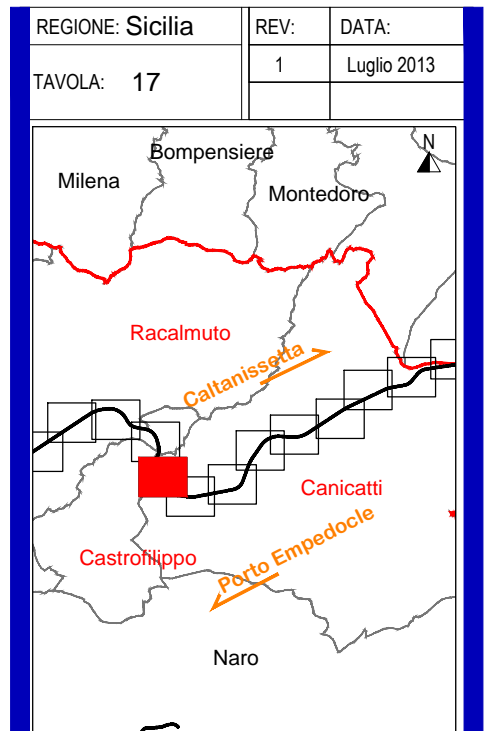 REGIONE: Sicilia
REV:
DATA:
TAVOLA: 17
1
Luglio 2013
N
Bompensiere
Milena
Montedoro
Racalmuto
Caltanissetta
Canicatti
Porto Empedocle
Castrofilippo
Naro